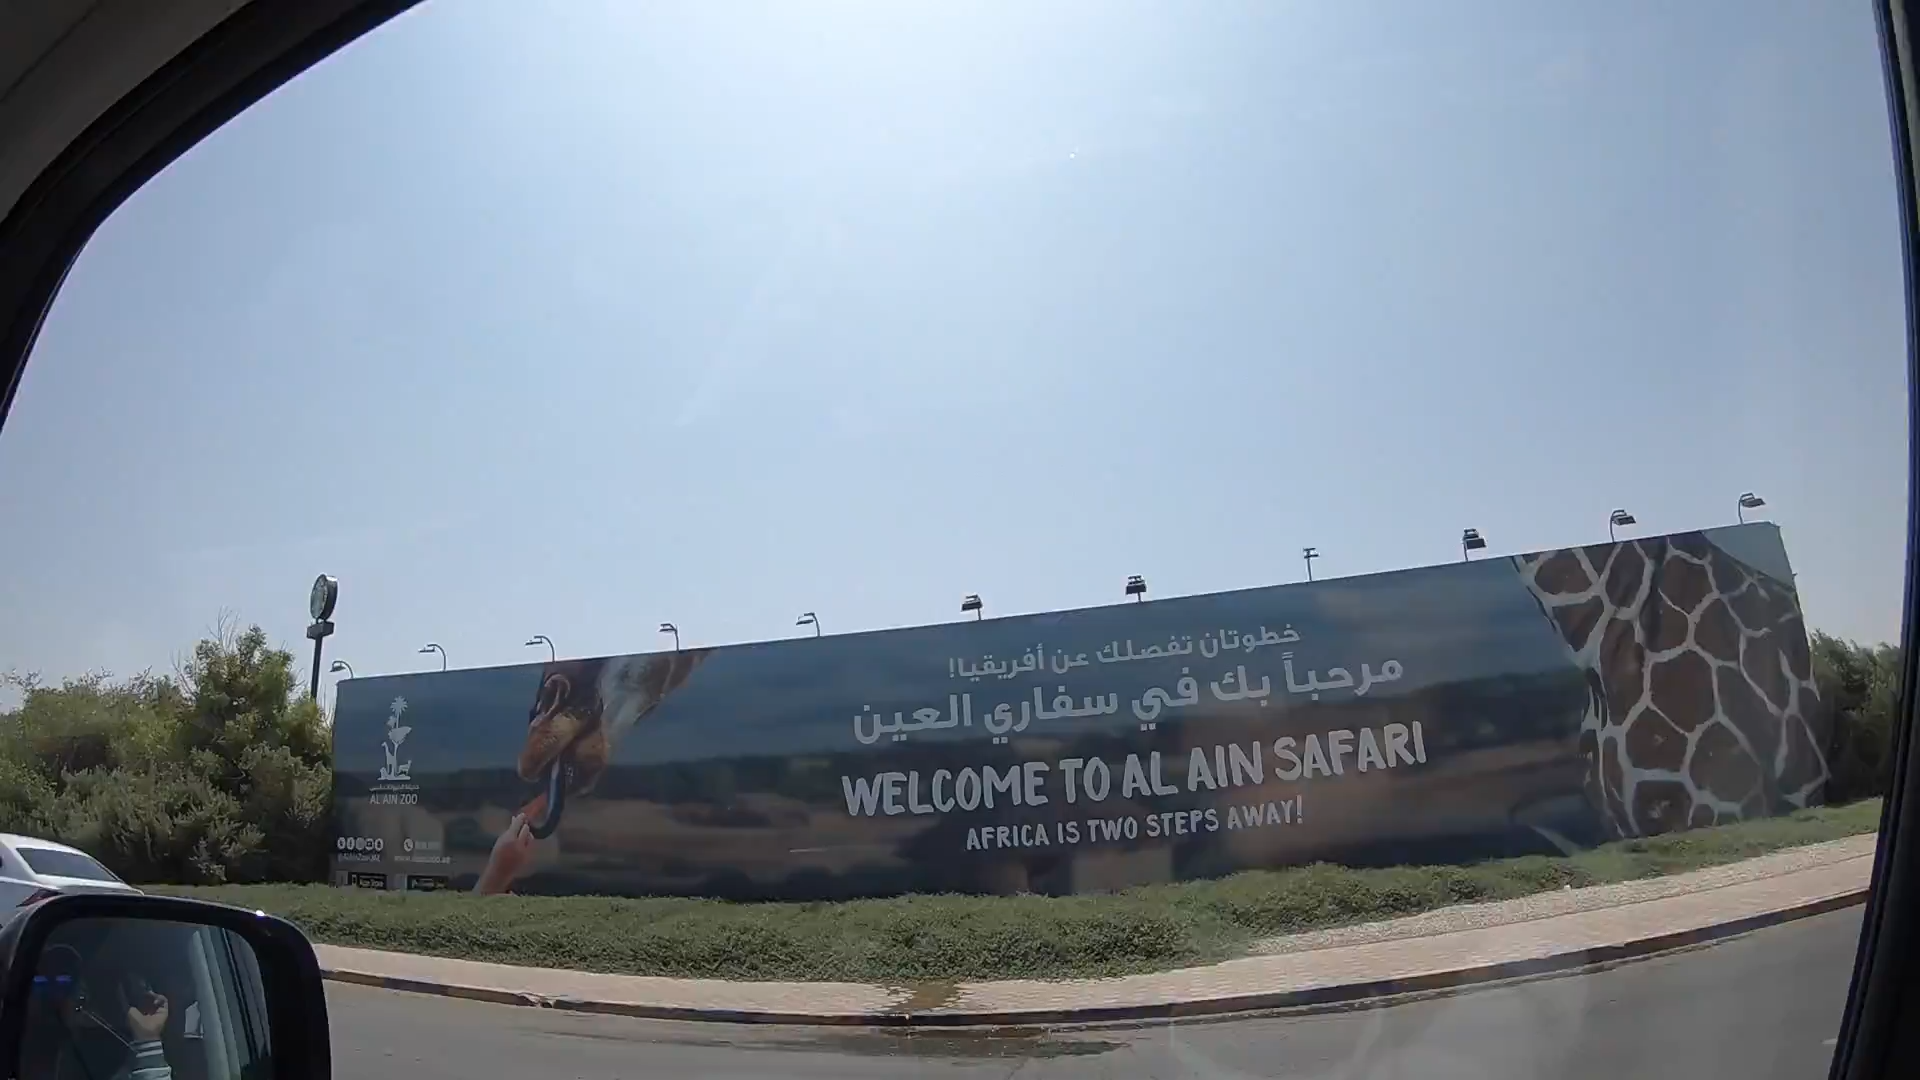 خطوتان تفصلك عن أفريقيا!
مرحباً بك في سفاري العين
WELCOME TO AL AIN SAFARI
AFRICA IS TWO STEPS AWAY!
AL AIN ZOO